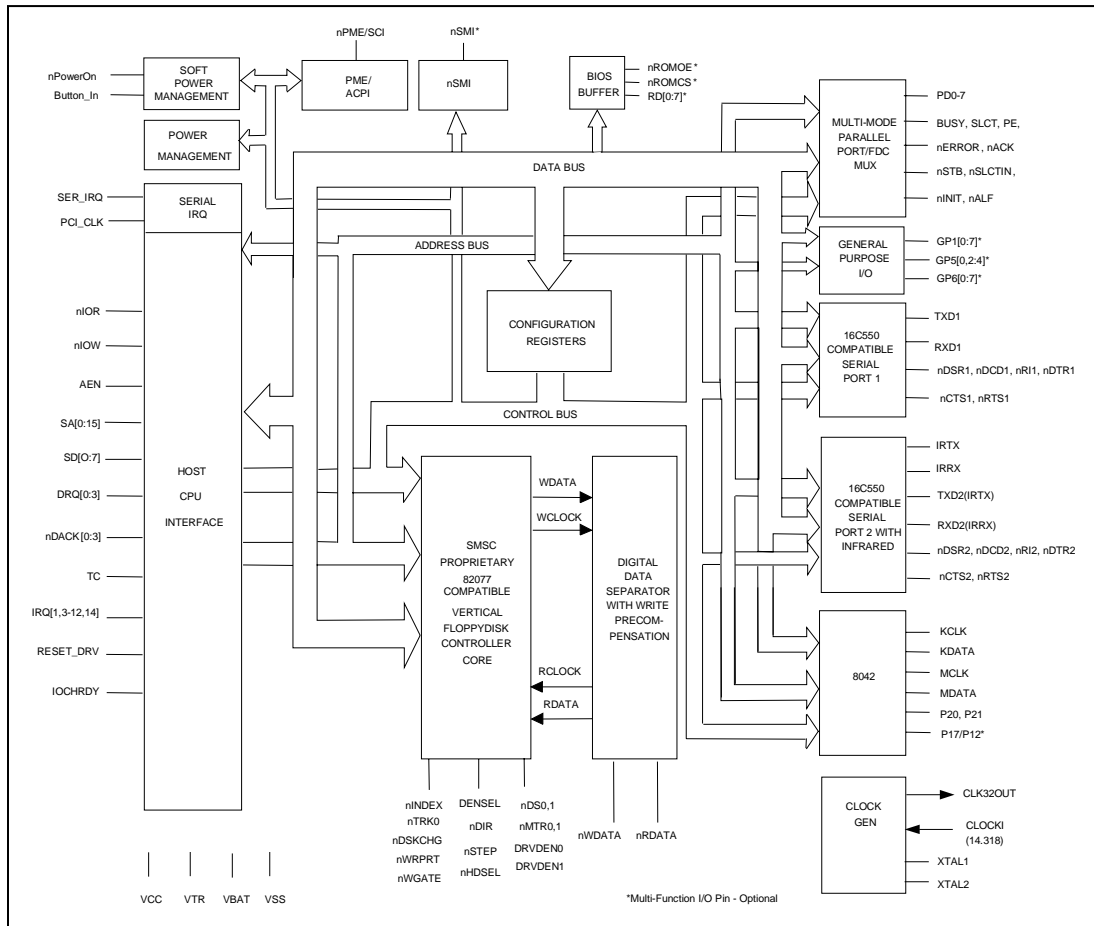 nPME/SCI
nSMI*
nPowerOn
Button_In
SOFT
POWER
MANAGEMENT
PME/
ACPI
nSMI
BIOS
BUFFER
nROMOE*
nROMCS*
RD[0:7]*
POWER
MANAGEMENT
MULTI-MODE
PARALLEL
PORT/FDC
MUX
PD0-7
BUSY, SLCT, PE,
nERROR, nACK
nSTB, nSLCTIN,
nINIT, nALF
DATA BUS
SER_IRQ
PCI_CLK
SERIAL
IRQ
ADDRESS BUS
GENERAL
PURPOSE
I/O
GP1[0:7]*
GP5[0,2:4]*
GP6[0:7]*
nIOR
nIOW
AEN
SA[0:15]
SD[O:7]
DRQ[0:3]
nDACK[0:3]
TC
IRQ[1,3-12,14]
RESET_DRV
IOCHRDY
HOST
CPU
INTERFACE
CONFIGURATION
REGISTERS
CONTROL BUS
16C550
COMPATIBLE
SERIAL
PORT 1
TXD1
RXD1
nDSR1, nDCD1, nRI1, nDTR1
nCTS1, nRTS1
16C550
COMPATIBLE
SERIAL
PORT 2 WITH
INFRARED
IRTX
IRRX
TXD2(IRTX)
RXD2(IRRX)
nDSR2, nDCD2, nRI2, nDTR2
nCTS2, nRTS2
SMSC
PROPRIETARY
82077
COMPATIBLE
VERTICAL
FLOPPYDISK
CONTROLLER
CORE
WDATA
WCLOCK
RCLOCK
RDATA
DIGITAL
DATA
SEPARATOR
WITH WRITE
PRECOM-
PENSATION
8042
KCLK
KDATA
MCLK
MDATA
P20, P21
P17/P12*
CLOCK
GEN
CLK32OUT
CLOCKI
(14.318)
XTAL1
XTAL2
nINDEX
nTRK0
nDSKCHG
nWRPRT
nWGATE
DENSEL
nDIR
nSTEP
nHDSEL
nDS0,1
nMTR0,1
DRVDEN0
DRVDEN1
nWDATA
nRDATA
VCC
VTR
VBAT
VSS
*Multi-Function I/O Pin - Optional